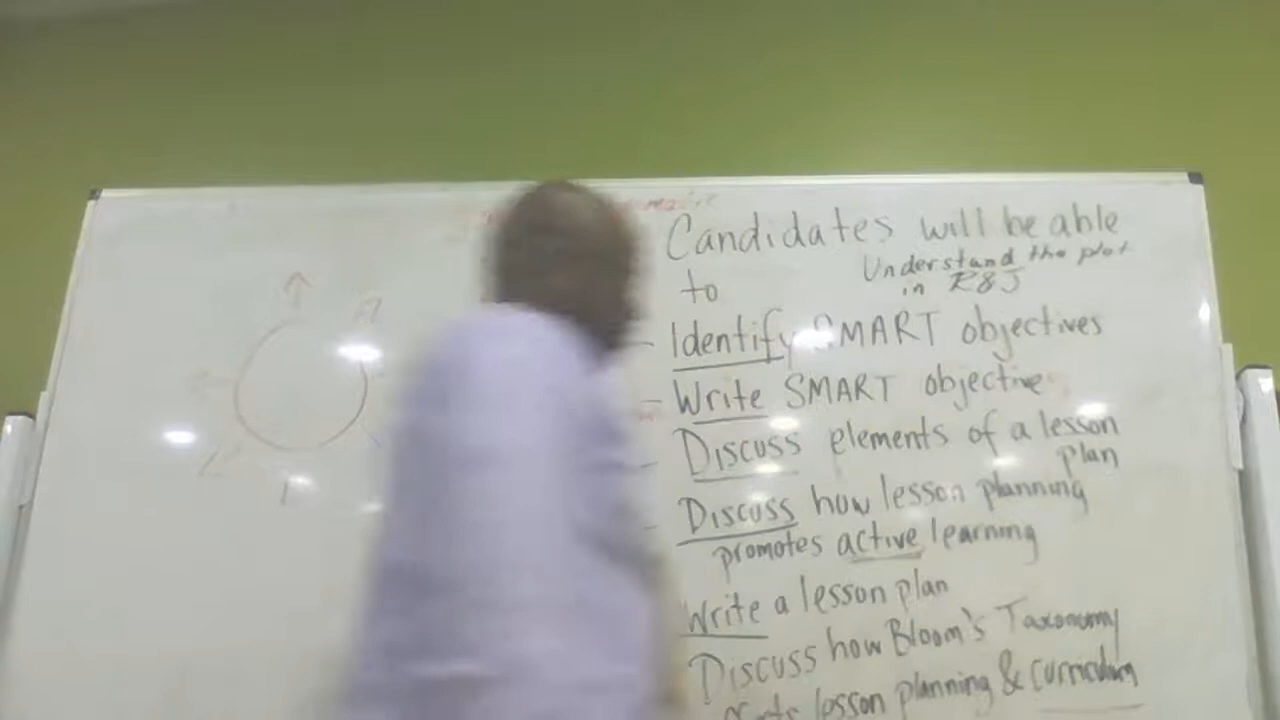 Candidates will be able
to
Understand the plot
in R&J
Identify SMART objectives
Write SMART objective
Discuss elements of a lesson
plan
Discuss how lesson planning
promotes active learning
Write a lesson plan
Discuss how Bloom's Taxonomy
lesson planning & curriculum